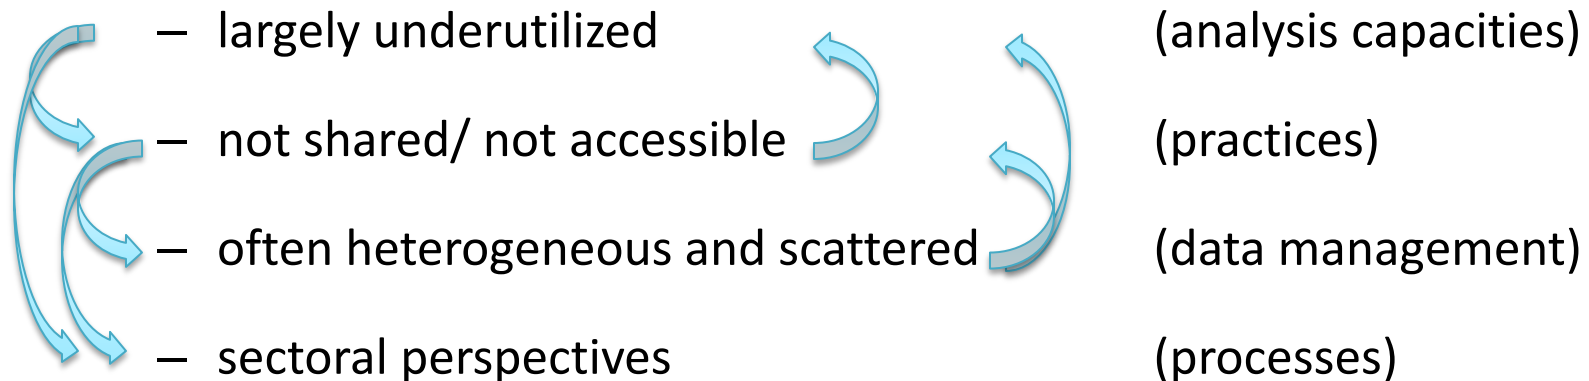 – largely underutilized (analysis capacities)
– not shared/ not accessible (practices)
– often heterogeneous and scattered (data management)
– sectoral perspectives (processes)